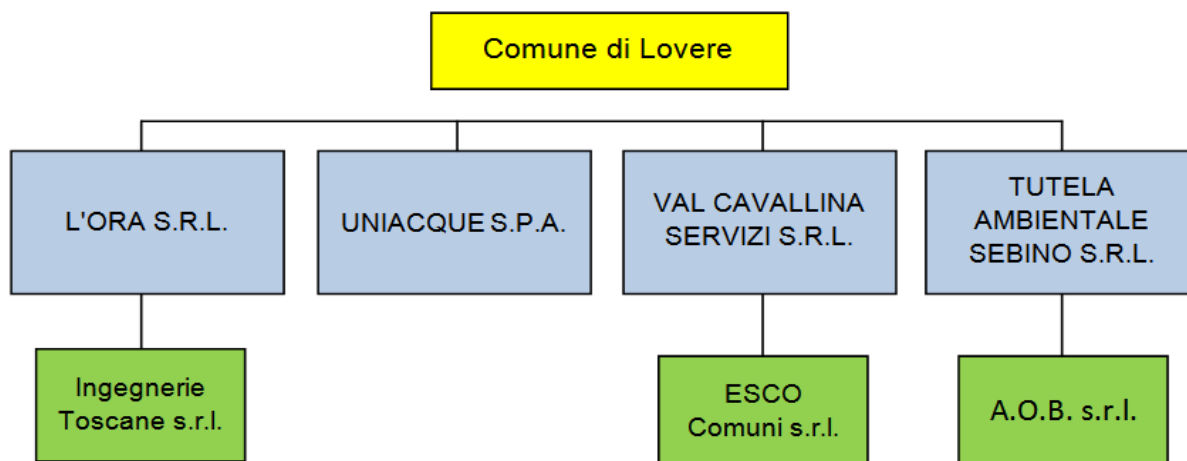 Comune di Lovere
L'ORA S.R.L.
UNIACQUE S.P.A.
VAL CAVALLINA
SERVIZI S.R.L.
TUTELA
AMBIENTALE
SEBINO S.R.L.
Ingegnerie
Toscane s.r.l.
ESCO
Comuni s.r.l.
A.O.B. s.r.l.